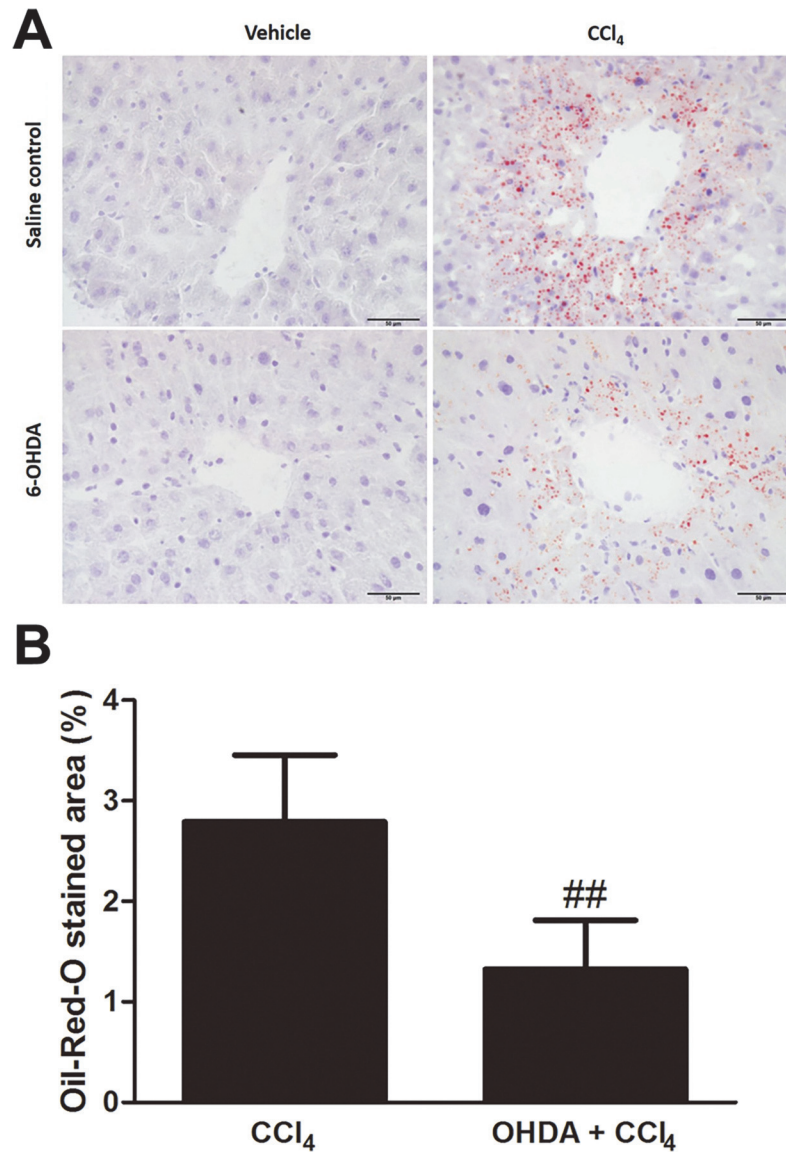 A
Vehicle
CCl₄
Saline control
50 µm
50 µm
6-OHDA
50 µm
50 µm
B
Oil-Red-O stained area (%)
4
3
2
1
0
##
CCl₄
OHDA + CCl₄